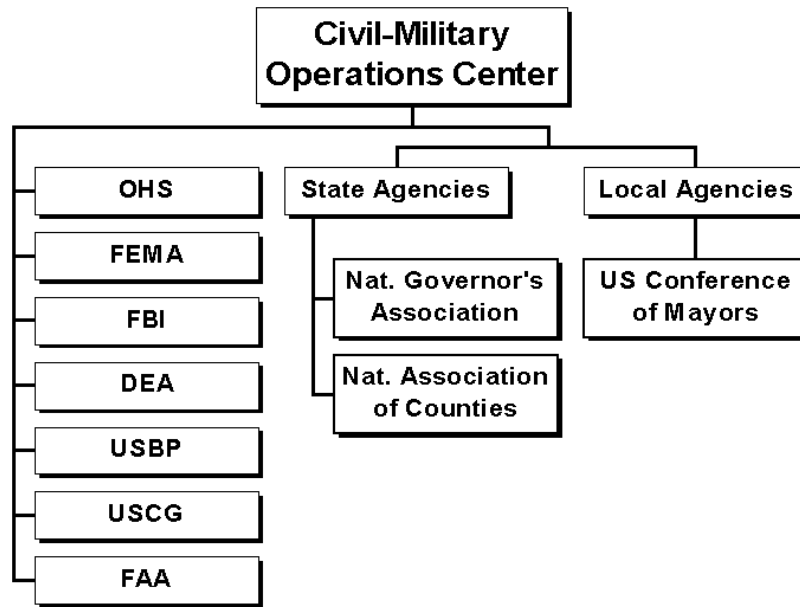 Civil-Military
Operations Center
OHS
FEMA
FBI
DEA
USBP
USCG
FAA
State Agencies
Nat. Governor's
Association
Nat. Association
of Counties
Local Agencies
US Conference
of Mayors